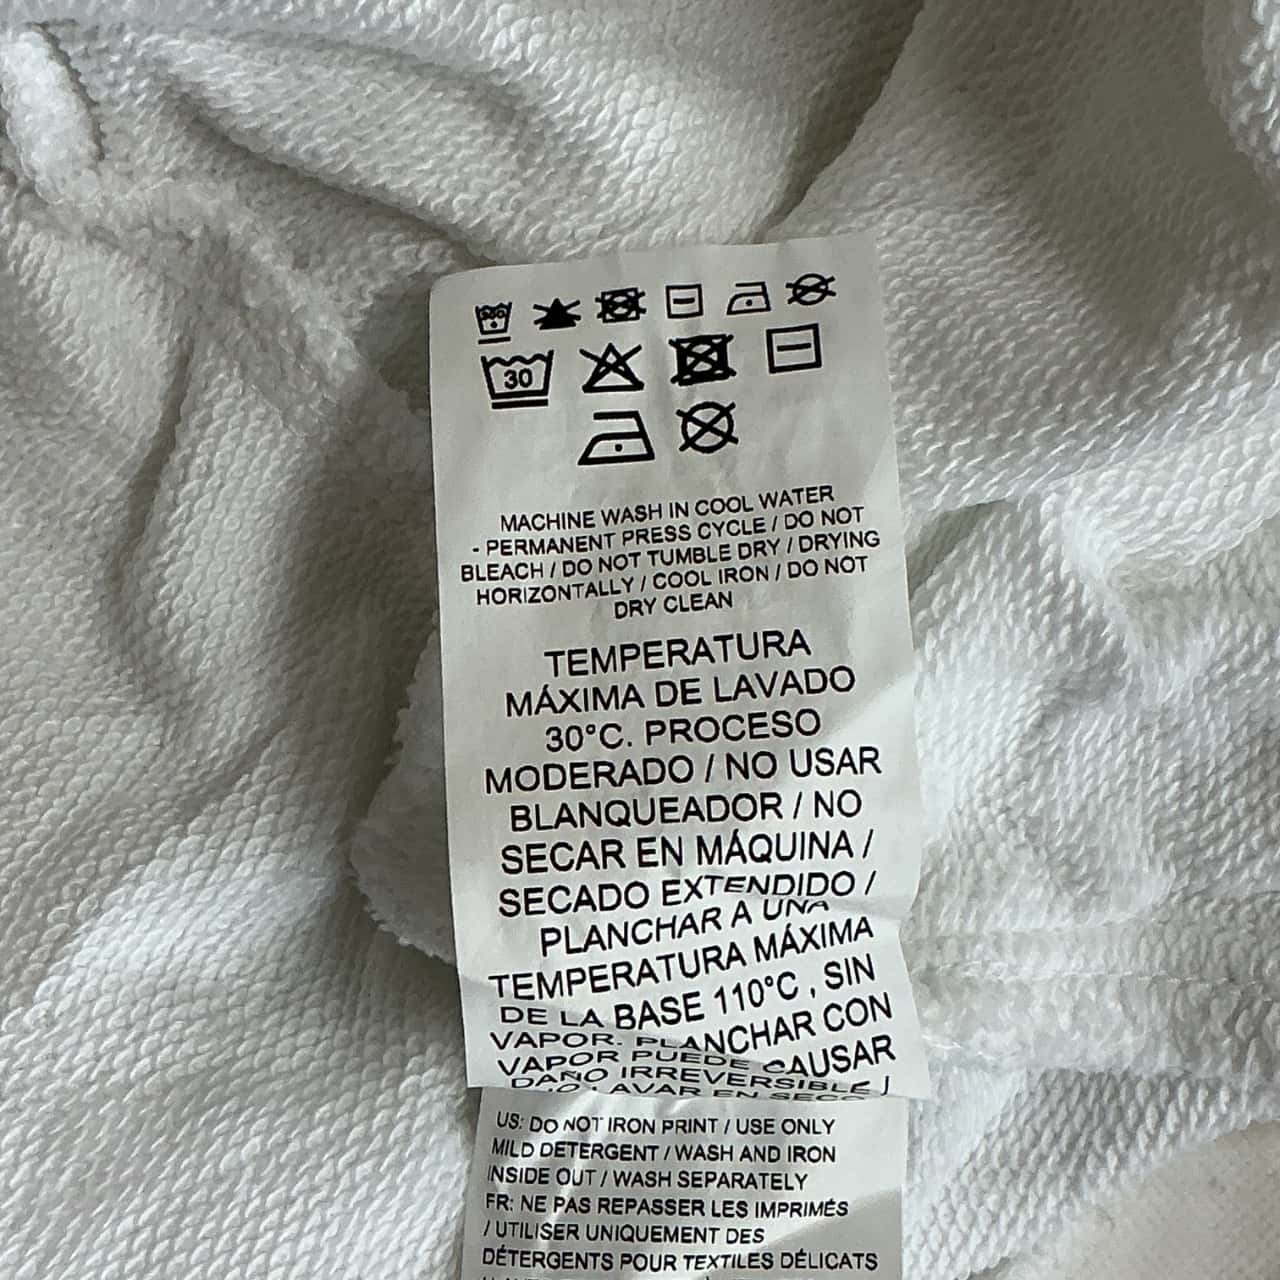 30
MACHINE WASH IN COOL WATER
- PERMANENT PRESS CYCLE / DO NOT
BLEACH / DO NOT TUMBLE DRY / DRYING
HORIZONTALLY / COOL IRON / DO NOT
DRY CLEAN
TEMPERATURA
MÁXIMA DE LAVADO
30°C. PROCESO
MODERADO / NO USAR
BLANQUEADOR / NO
SECAR EN MÁQUINA /
SECADO EXTENDIDO /
PLANCHAR A UNA
TEMPERATURA MÁXIMA
DE LA BASE 110°C , SIN
VAPOR. PLANCHAR CON
VAPOR PUEDE CAUSAR
DAÑO IRREVERSIBLE /
NO LAVAR EN SECO
US: DO NOT IRON PRINT / USE ONLY
MILD DETERGENT / WASH AND IRON
INSIDE OUT / WASH SEPARATELY
FR: NE PAS REPASSER LES IMPRIMÉS
/ UTILISER UNIQUEMENT DES
DÉTERGENTS POUR TEXTILES DÉLICATS